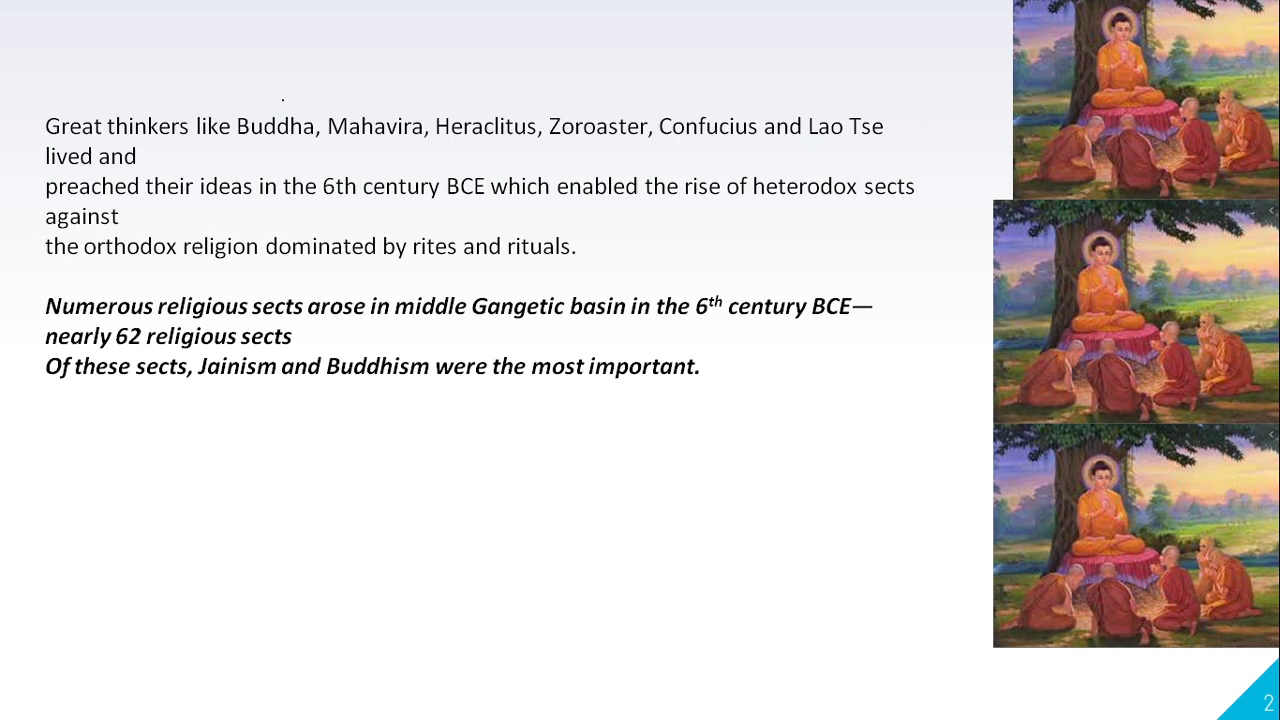 .
Great thinkers like Buddha, Mahavira, Heraclitus, Zoroaster, Confucius and Lao Tse
lived and
preached their ideas in the 6th century BCE which enabled the rise of heterodox sects
against
the orthodox religion dominated by rites and rituals.
Numerous religious sects arose in middle Gangetic basin in the 6th century BCE—
nearly 62 religious sects
Of these sects, Jainism and Buddhism were the most important.
2